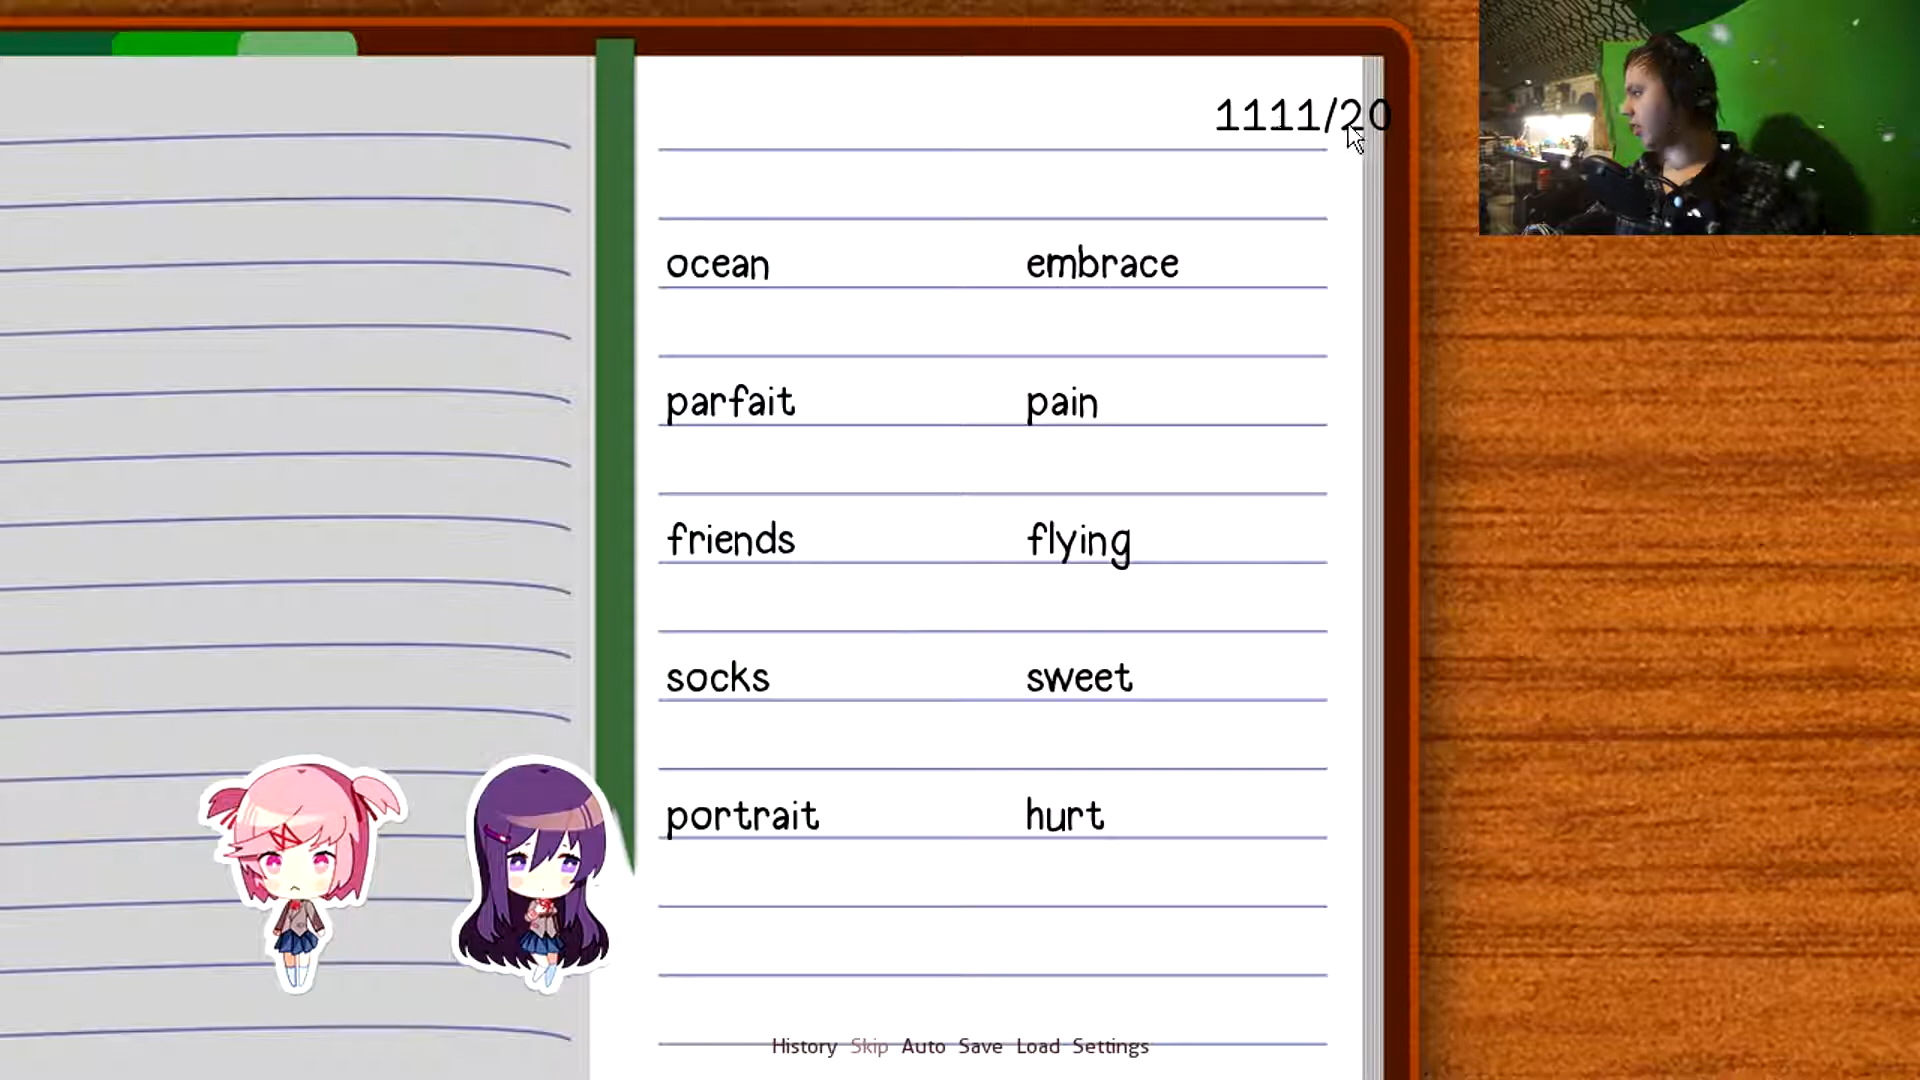 1111/20
ocean embrace
parfait pain
friends flying
socks sweet
portrait hurt
History Skip Auto Save Load Settings